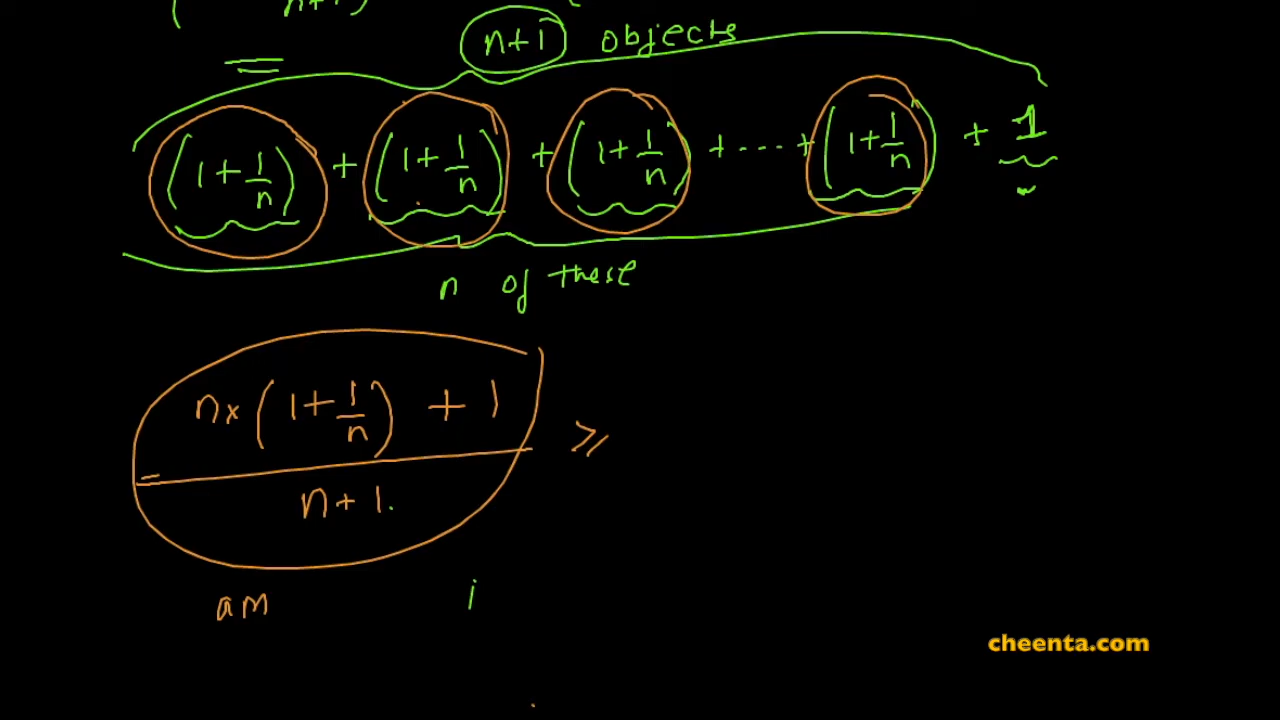 n+1)
n+1 objects
(1+1/n) + (1+1/n) + (1+1/n) + ---- + (1+1/n) + 1
n of these
n×(1+1/n) + 1 ≥
n+1.
am i
cheenta.com